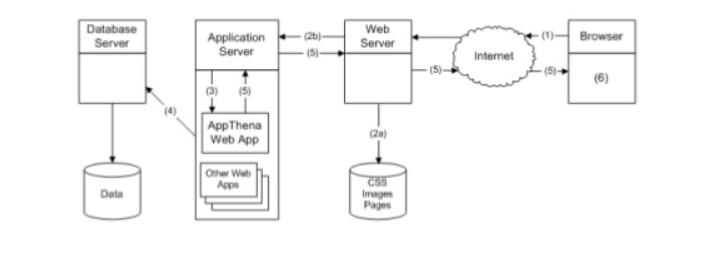 Database
Server
Application
Server
(2b)
(5)
Web
Server
Internet
(1)
Browser
(5)
(5)
(6)
(3)
(5)
(4)
AppThena
Web App
(2a)
Other Web
Apps
Data
CSS
Images
Pages